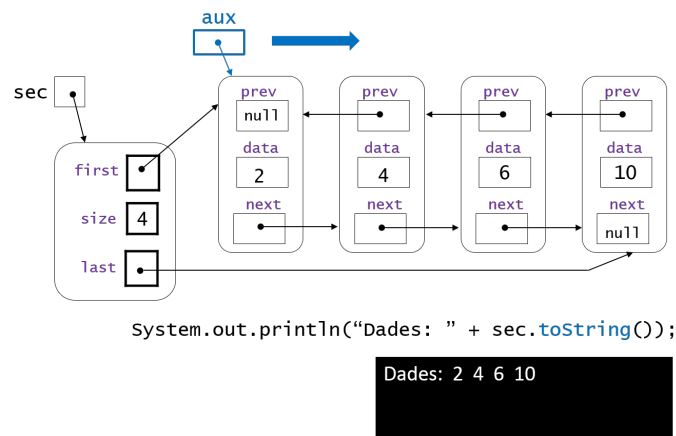 aux
sec
prev prev prev prev
null
data data data data
first
2 4 6 10
size 4
next next next next
null
last
System.out.println(“Dades: ” + sec.toString());
Dades: 2 4 6 10